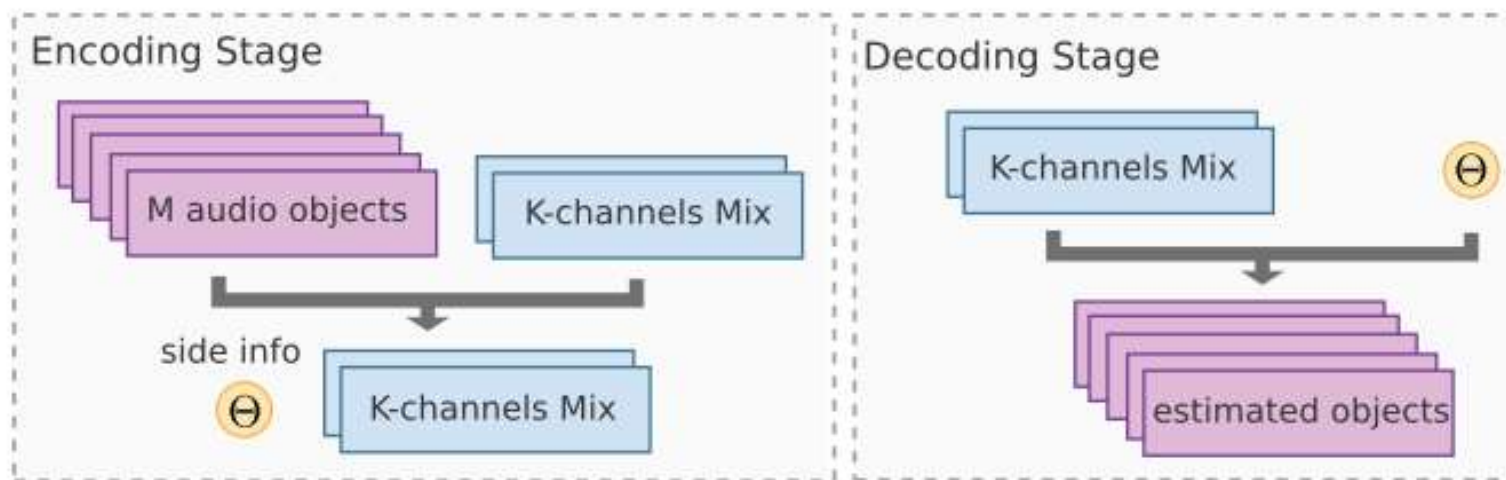 Encoding Stage
M audio objects
K-channels Mix
side info
Θ
K-channels Mix
Decoding Stage
K-channels Mix
Θ
estimated objects